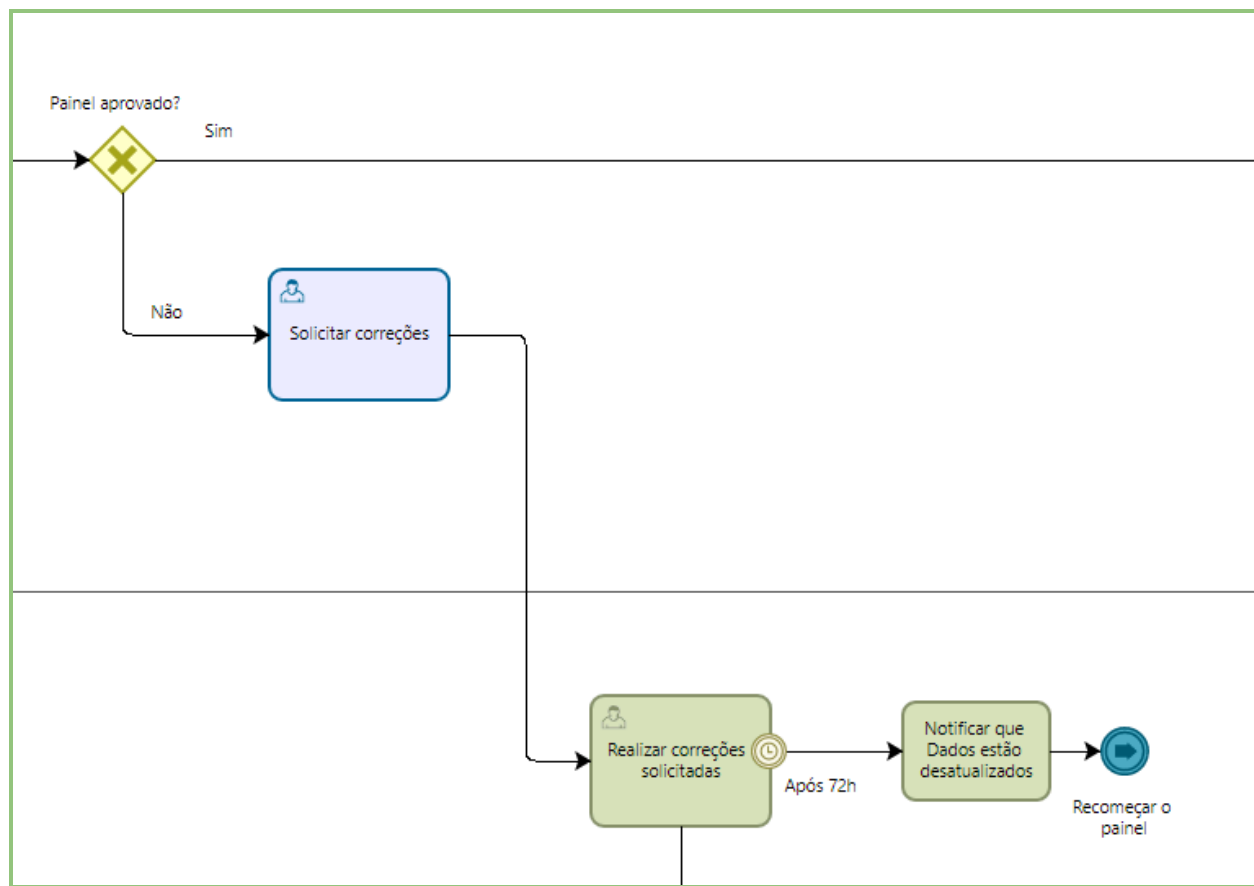 Painel aprovado?
Sim
Não
Solicitar correções
Realizar correções
solicitadas
Após 72h
Notificar que
Dados estão
desatualizados
Recomeçar o
painel